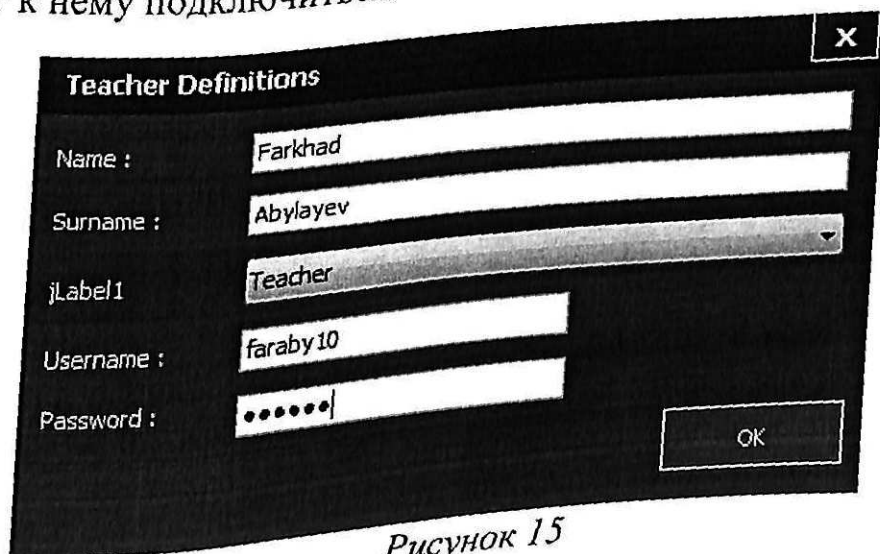 к нему подключиться
X
Teacher Definitions
Name : Farkhad
Surname : Abylayev
jLabel1 Teacher
Username : faraby10
Password : ••••••
OK
Рисунок 15